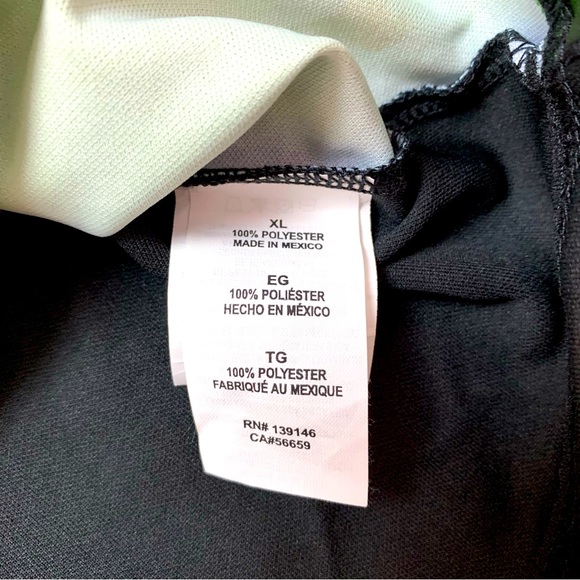 XL
100% POLYESTER
MADE IN MEXICO
EG
100% POLIÉSTER
HECHO EN MÉXICO
TG
100% POLYESTER
FABRIQUÉ AU MEXIQUE
RN# 139146
CA#56659